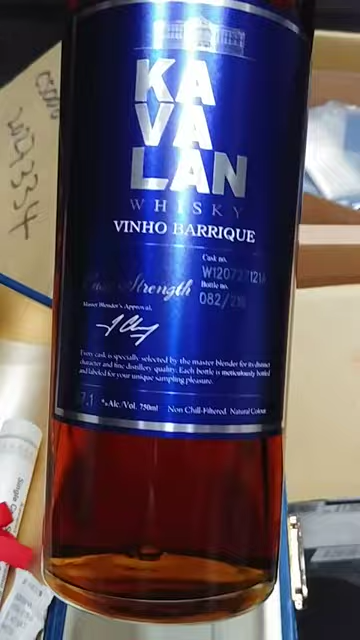 KA
VA
LAN
WHISKY
VINHO BARRIQUE
Cask no.
Strength
Bottle no.
082/
Master Blender's Approval,
Every cask is specially selected by the master blender for its distinct
character and fine distillery quality. Each bottle is meticulously bottled
and labeled for your unique sampling pleasure.
7.1 %Alc./Vol. 750ml Non Chill-Filtered. Natural Colour